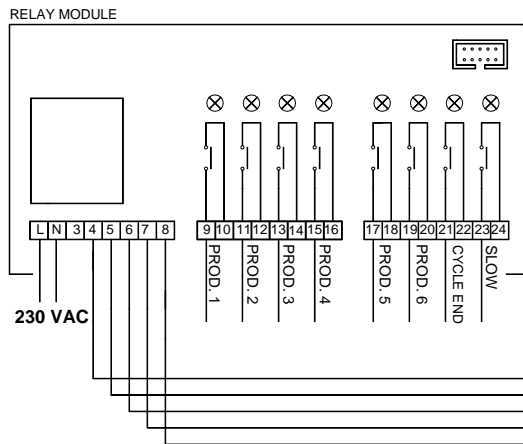 RELAY MODULE
L N 3 4 5 6 7 8
9 10 11 12 13 14 15 16
17 18 19 20 21 22 23 24
PROD. 1
PROD. 2
PROD. 3
PROD. 4
PROD. 5
PROD. 6
CYCLE END
SLOW
230 VAC